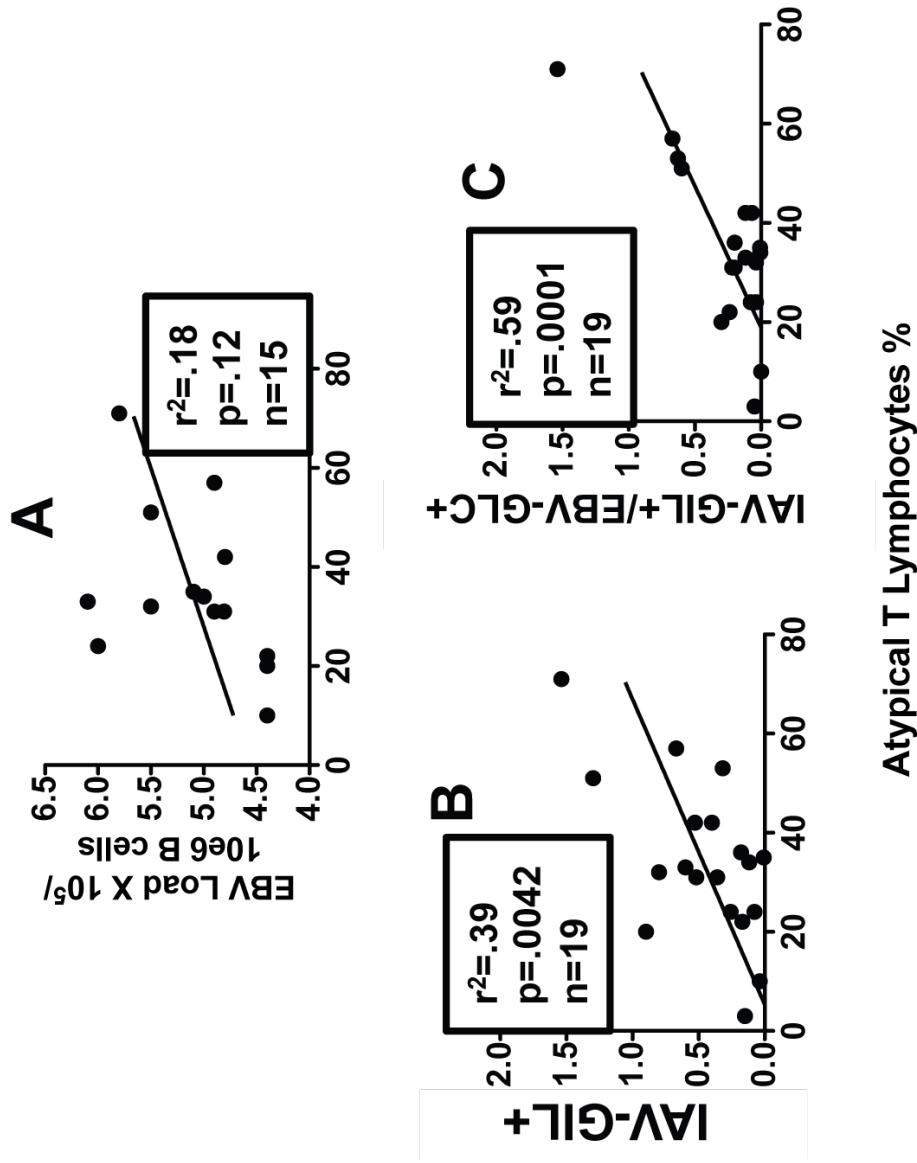 A
EBV Load X 10⁵/
10e6 B cells
6.5
6.0
5.5
5.0
4.5
4.0
0 20 40 60 80
r²=.18
p=.12
n=15
B
IAV-GIL+
2.0
1.5
1.0
0.5
0.0
0 20 40 60 80
r²=.39
p=.0042
n=19
C
IAV-GIL+/EBV-GLC+
2.0
1.5
1.0
0.5
0.0
0 20 40 60 80
r²=.59
p=.0001
n=19
Atypical T Lymphocytes %